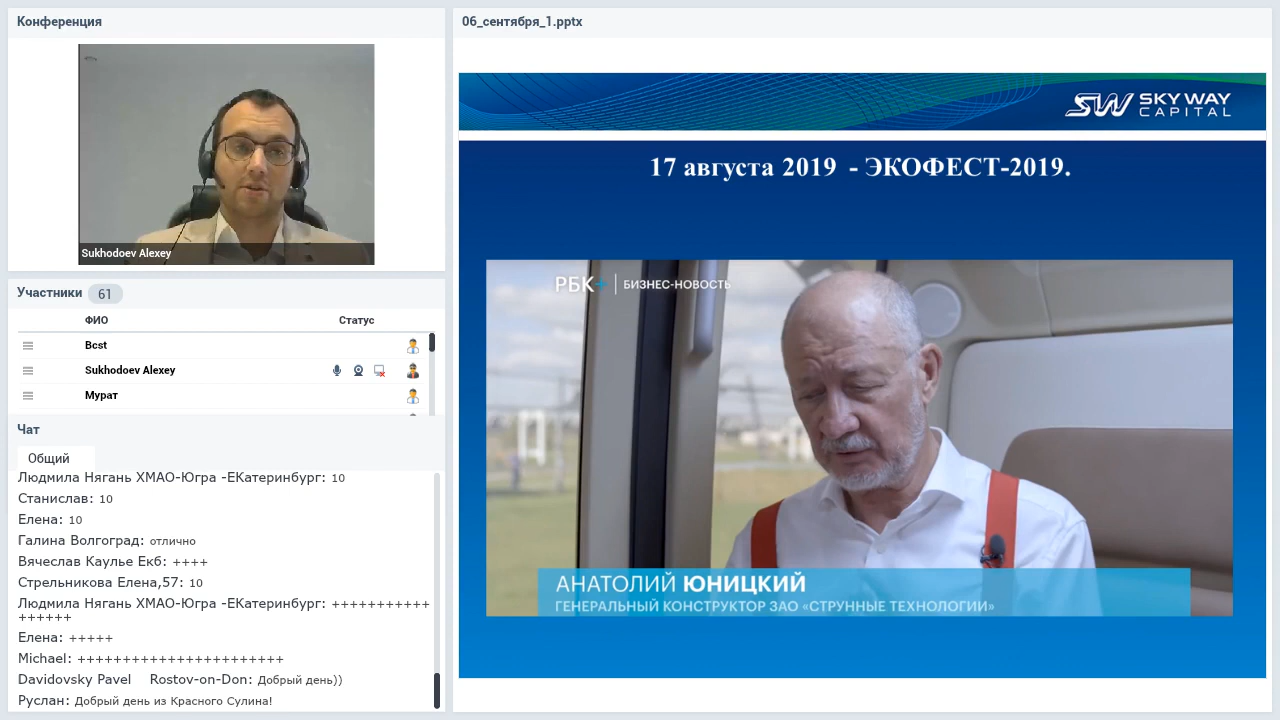 Конференция
Sukhodoev Alexey
Участники 61
ФИО Статус
Bcst
Sukhodoev Alexey
Мурат
Чат
Общий
Людмила Нягань ХМАО-Югра -ЕКатеринбург: 10
Станислав: 10
Елена: 10
Галина Волгоград: отлично
Вячеслав Каулье Екб: ++++
Стрельникова Елена,57: 10
Людмила Нягань ХМАО-Югра -ЕКатеринбург: +++++++++++
++++++
Елена: +++++
Michael: +++++++++++++++++++++++
Davidovsky Pavel Rostov-on-Don: Добрый день))
Руслан: Добрый день из Красного Сулина!
06_сентября_1.pptx
SW SKY WAY
CAPITAL
17 августа 2019 - ЭКОФЕСТ-2019.
РБК+ | БИЗНЕС-НОВОСТЬ
АНАТОЛИЙ ЮНИЦКИЙ
ГЕНЕРАЛЬНЫЙ КОНСТРУКТОР ЗАО «СТРУННЫЕ ТЕХНОЛОГИИ»